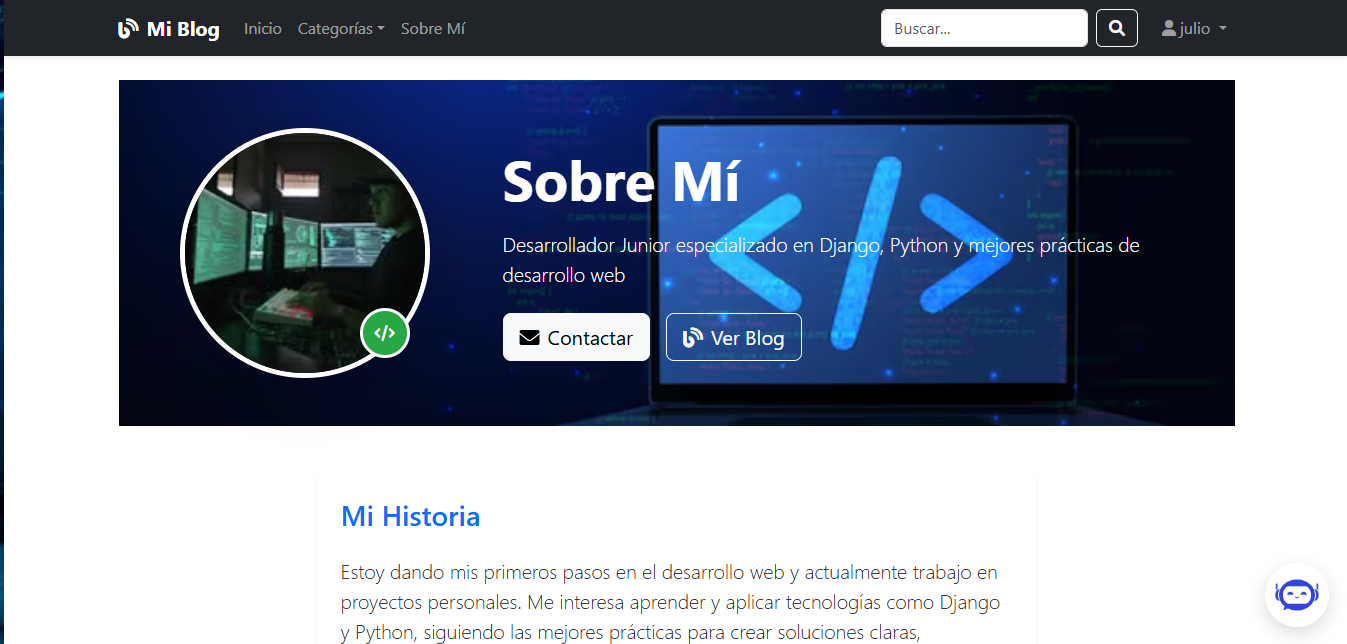 Mi Blog Inicio Categorías Sobre Mí Buscar... julio
Sobre Mí
Desarrollador Junior especializado en Django, Python y mejores prácticas de
desarrollo web
</>
Contactar Ver Blog
Mi Historia
Estoy dando mis primeros pasos en el desarrollo web y actualmente trabajo en
proyectos personales. Me interesa aprender y aplicar tecnologías como Django
y Python, siguiendo las mejores prácticas para crear soluciones claras,